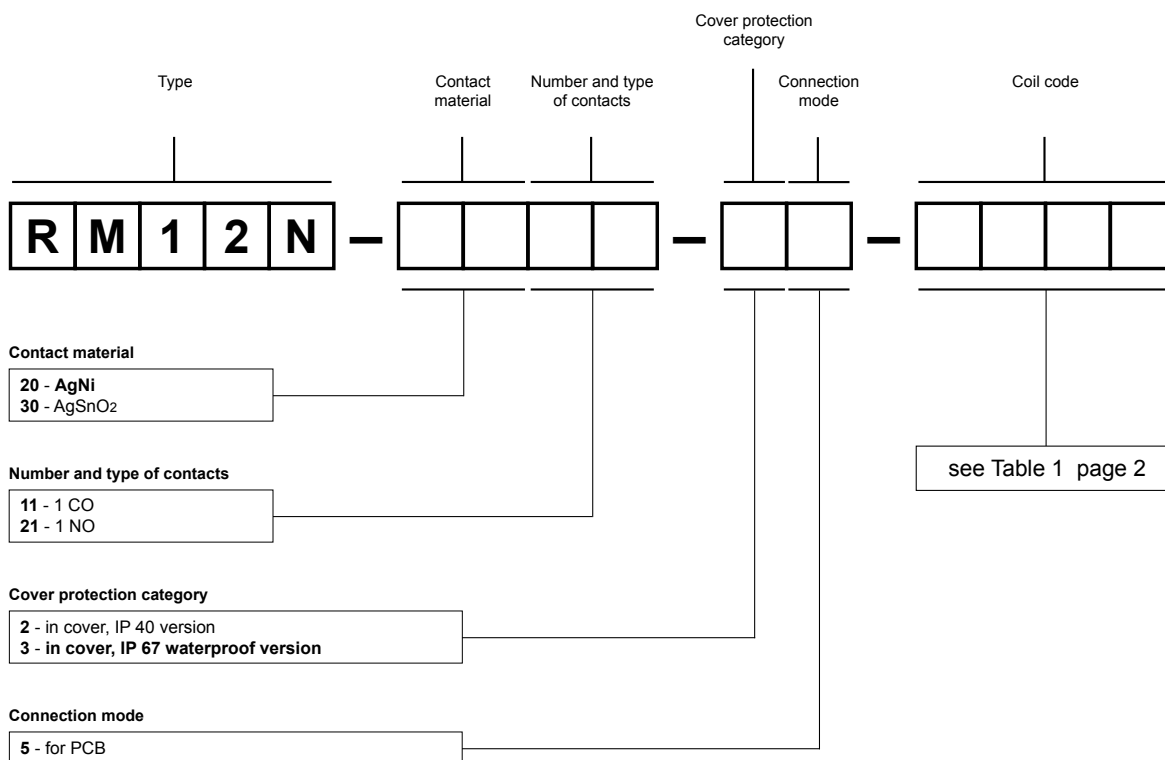 Cover protection
category
Type
Contact
material
Number and type
of contacts
Connection
mode
Coil code
RM12N – –  –
Contact material
20 - AgNi
30 - AgSnO2
Number and type of contacts
11 - 1 CO
21 - 1 NO
see Table 1 page 2
Cover protection category
2 - in cover, IP 40 version
3 - in cover, IP 67 waterproof version
Connection mode
5 - for PCB